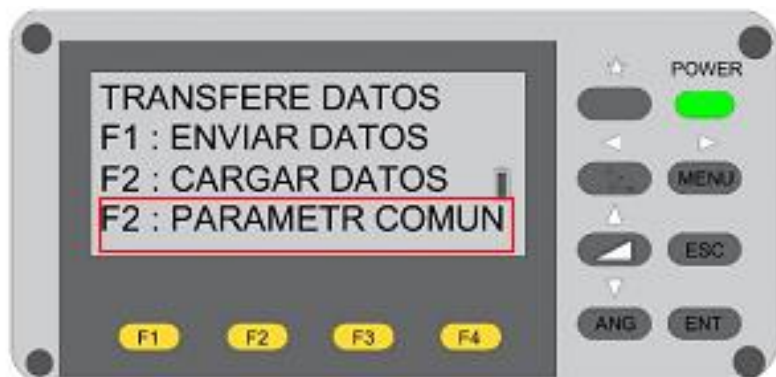 TRANSFERE DATOS
F1 : ENVIAR DATOS
F2 : CARGAR DATOS
F2 : PARAMETR COMUN
POWER
MENU
ESC
ANG
ENT
F1
F2
F3
F4